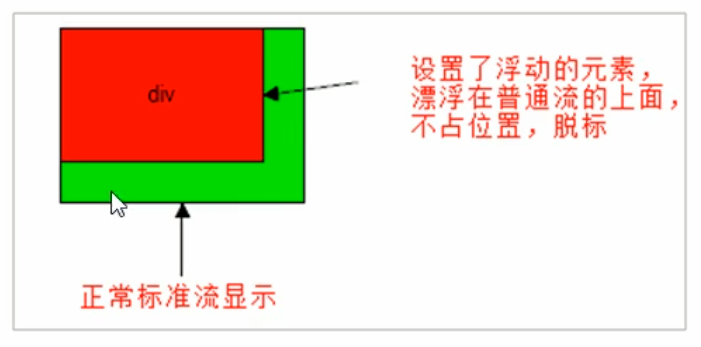 div
设置了浮动的元素，
漂浮在普通流的上面，
不占位置，脱标
正常标准流显示